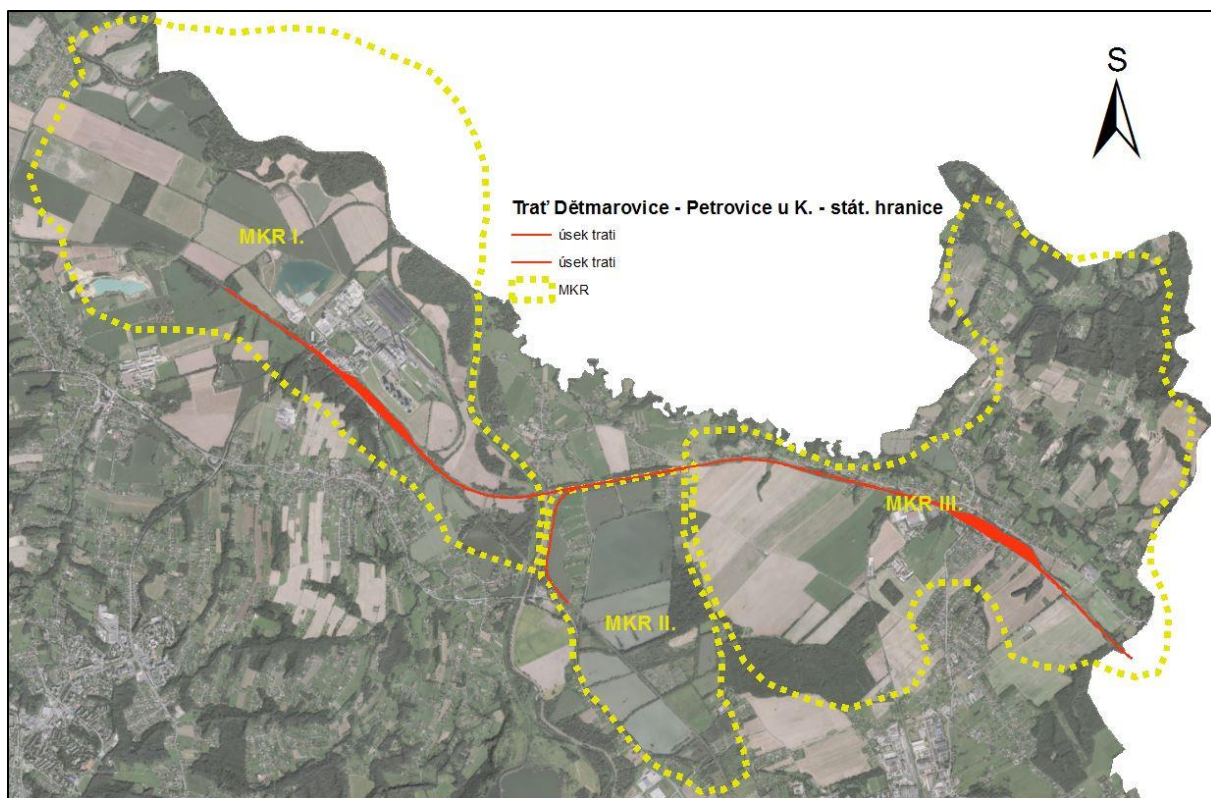 S
Trať Dětmarovice - Petrovice u K. - stát. hranice
úsek trati
úsek trati
MKR
MKR I.
MKR III.
MKR II.